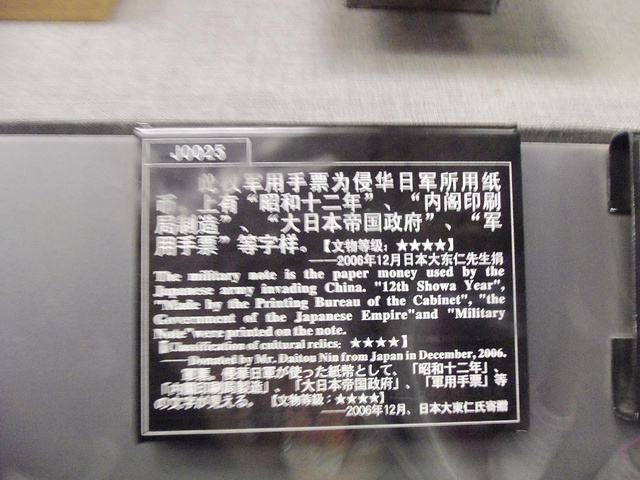 J0025
此枚军用手票为侵华日军所用纸
币。上有“昭和十二年”、“内阁印刷
局制造”、“大日本帝国政府”、“军
用手票”等字样。【文物等级：★★★★】
——2006年12月日本大东仁先生捐
The military note is the paper money used by the
Japanese army invading China. "12th Showa Year",
"Made by the Printing Bureau of the Cabinet", "the
Government of the Japanese Empire"and "Military
Note"were printed on the note.
【Classification of cultural relics: ★★★★】
Donated by Mr. Daitou Nin from Japan in December, 2006.
軍票。侵華日軍が使った紙幣として、「昭和十二年」、
「内閣印刷局製造」、「大日本帝国政府」、「軍用手票」等
の文字が見える。【文物等级：★★★★】
——2006年12月、日本大東仁氏寄贈